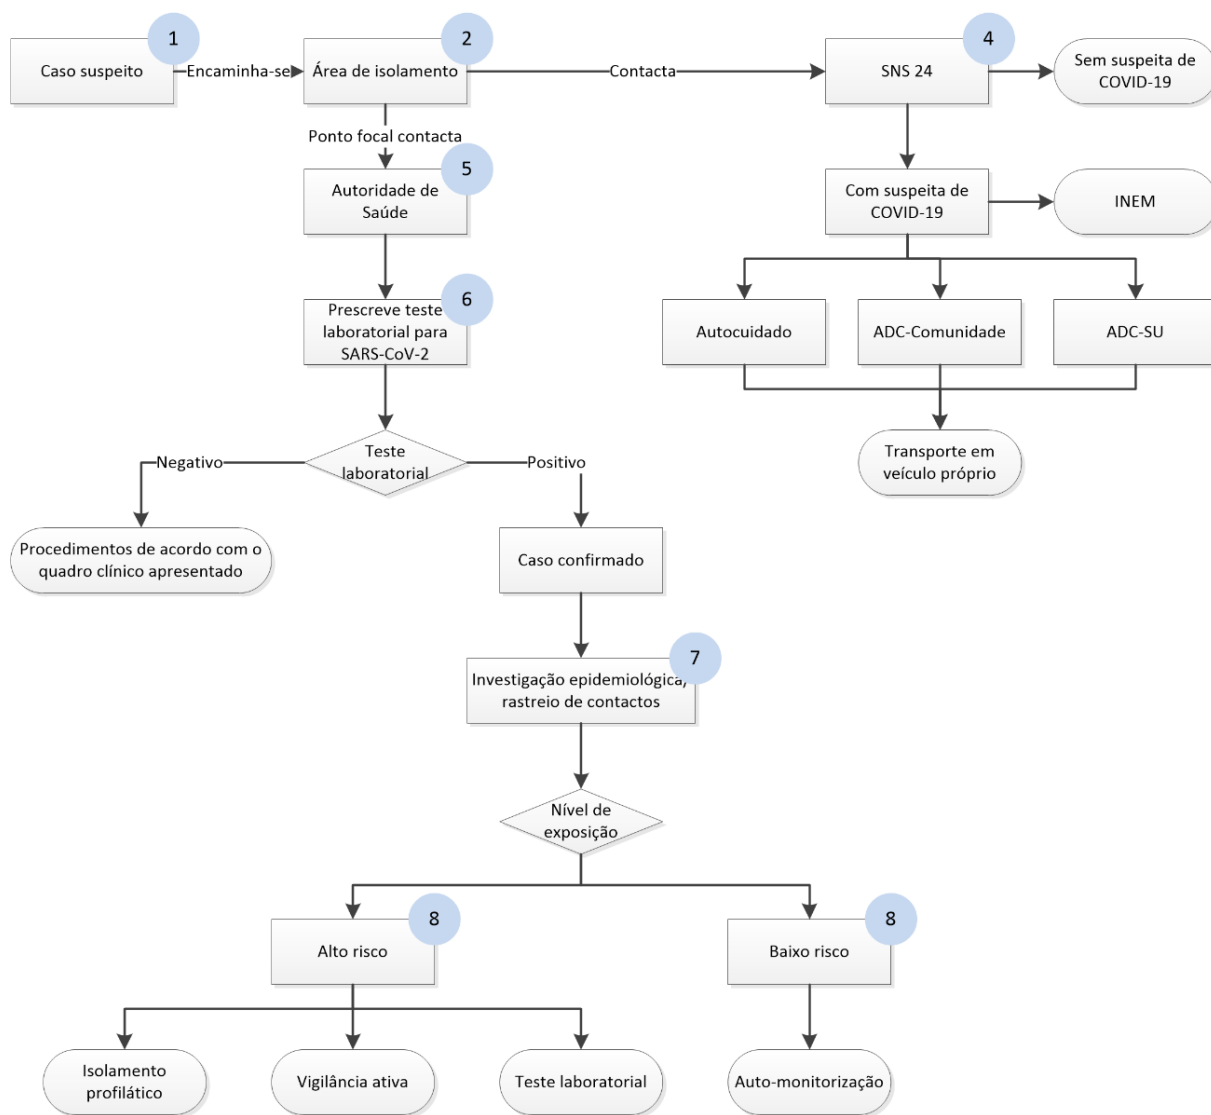 1
2
4
Caso suspeito
Encaminha-se
Área de isolamento
Contacta
SNS 24
Sem suspeita de
COVID-19
Ponto focal contacta
5
Autoridade de
Saúde
Com suspeita de
COVID-19
INEM
6
Prescreve teste
laboratorial para
SARS-CoV-2
Autocuidado
ADC-Comunidade
ADC-SU
Negativo
Teste
laboratorial
Positivo
Transporte em
veículo próprio
Procedimentos de acordo com o
quadro clínico apresentado
Caso confirmado
7
Investigação epidemiológica,
rastreio de contactos
Nível de
exposição
8
8
Alto risco
Baixo risco
Isolamento
profilático
Vigilância ativa
Teste laboratorial
Auto-monitorização